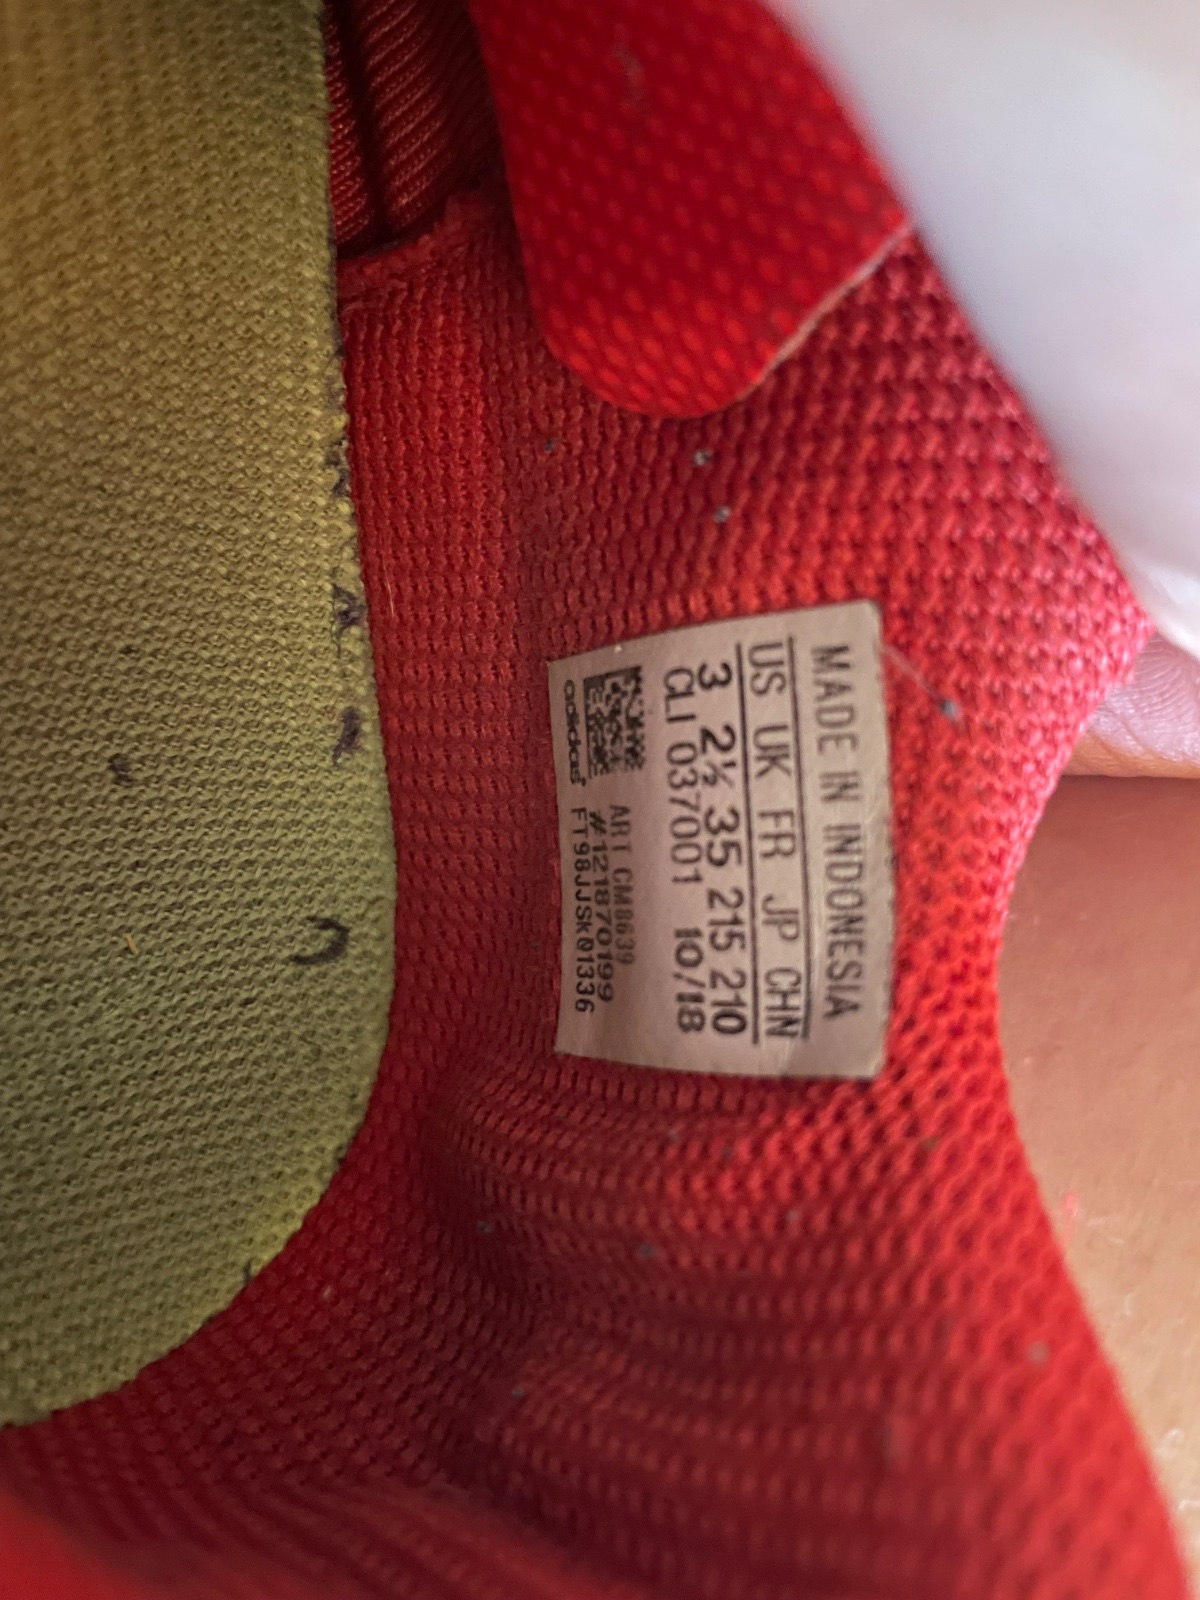 MADE IN INDONESIA
US UK FR JP CHN
3 2½ 35 215 210
CLI 037001 10/18
ART CM8639
#121870199
adidas FT98JJSK01336